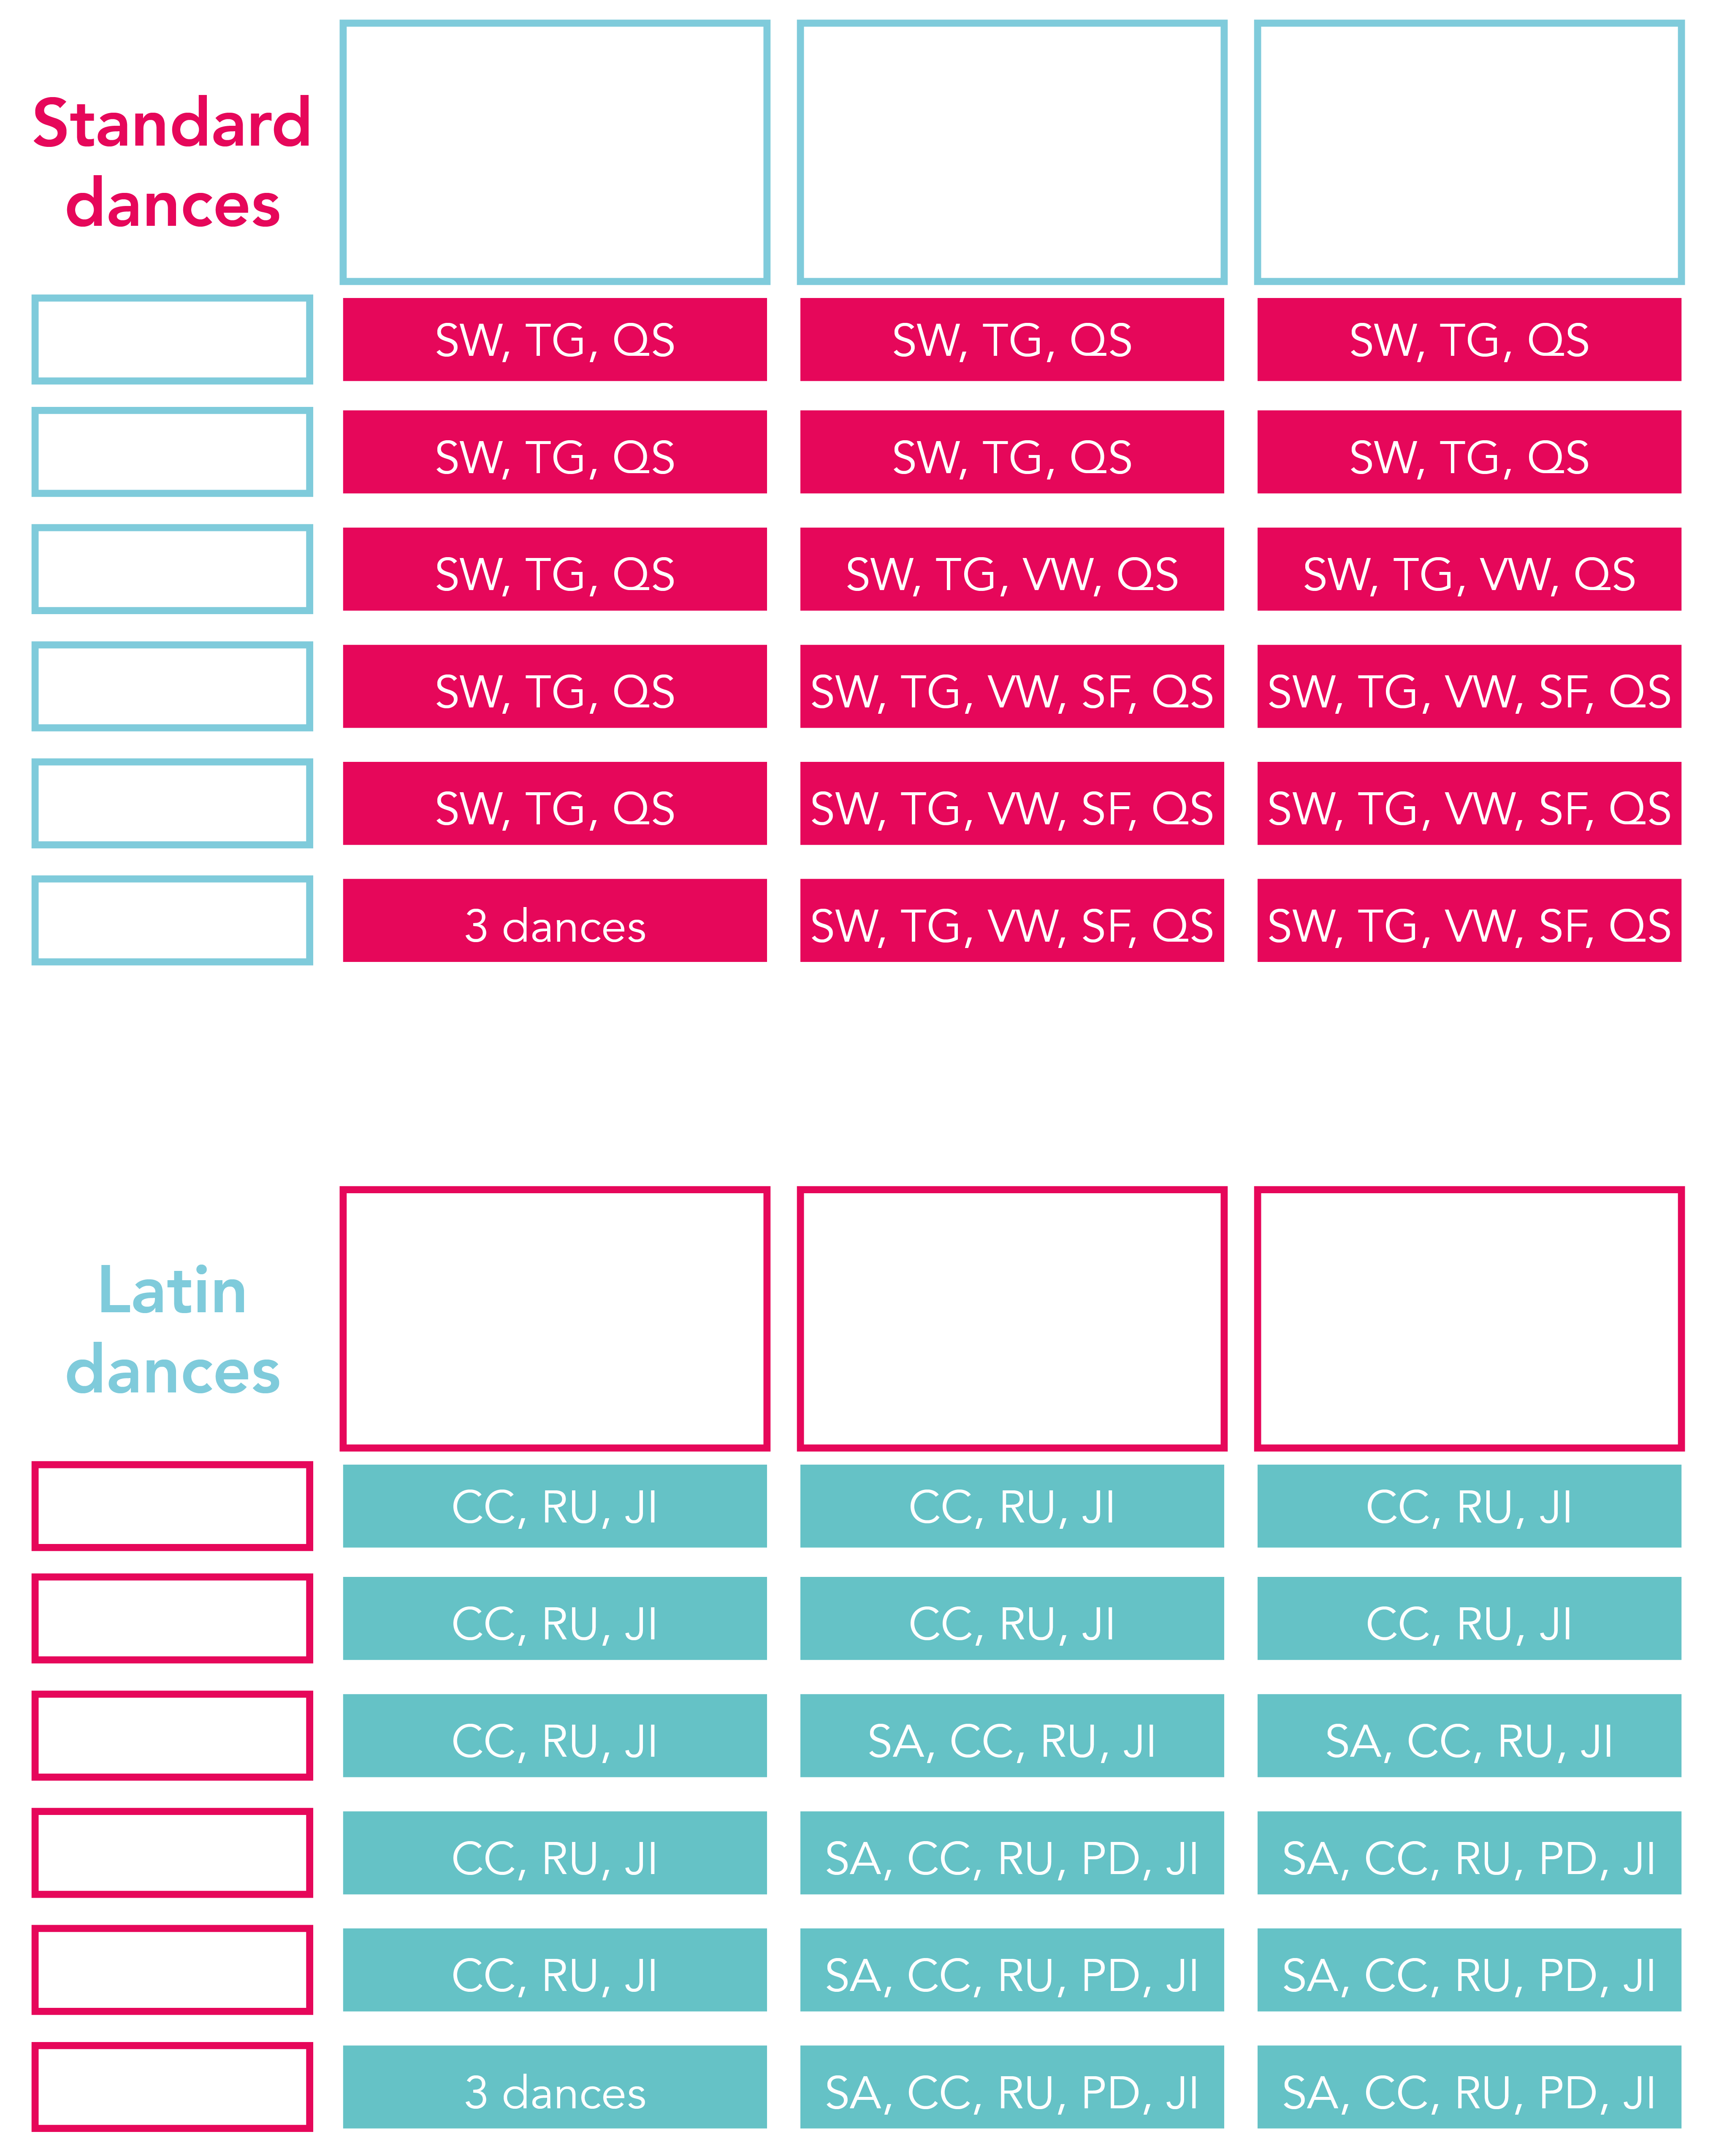 Standard
dances
SW, TG, QS SW, TG, QS SW, TG, QS
SW, TG, QS SW, TG, QS SW, TG, QS
SW, TG, QS SW, TG, VW, QS SW, TG, VW, QS
SW, TG, QS SW, TG, VW, SF, QS SW, TG, VW, SF, QS
SW, TG, QS SW, TG, VW, SF, QS SW, TG, VW, SF, QS
3 dances SW, TG, VW, SF, QS SW, TG, VW, SF, QS
Latin
dances
CC, RU, JI CC, RU, JI CC, RU, JI
CC, RU, JI CC, RU, JI CC, RU, JI
CC, RU, JI SA, CC, RU, JI SA, CC, RU, JI
CC, RU, JI SA, CC, RU, PD, JI SA, CC, RU, PD, JI
CC, RU, JI SA, CC, RU, PD, JI SA, CC, RU, PD, JI
3 dances SA, CC, RU, PD, JI SA, CC, RU, PD, JI